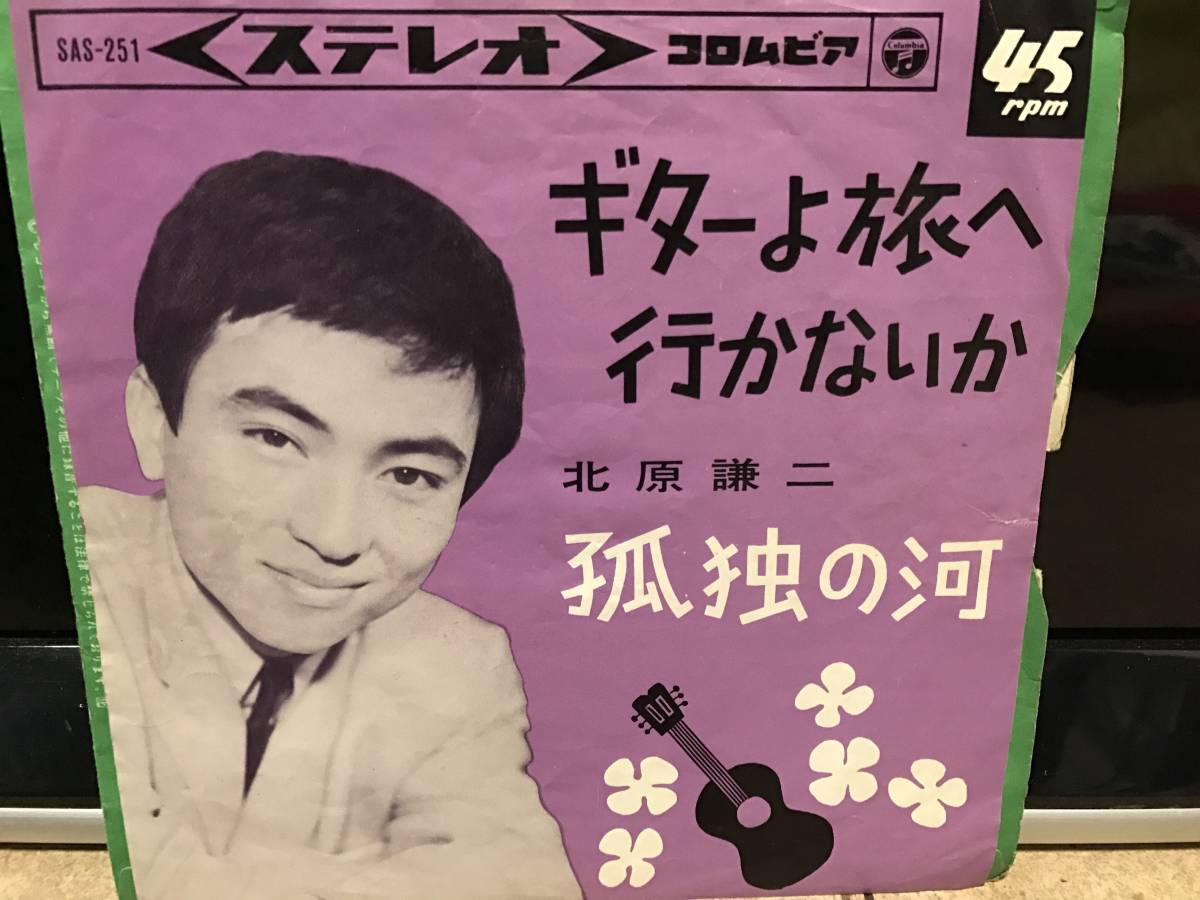 SAS-251 <ステレオ> コロムビア Columbia
45
rpm
ギターよ旅へ
行かないか
北原謙二
孤独の河